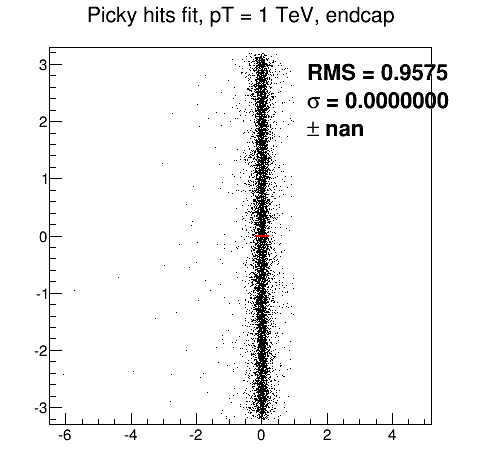 Picky hits fit, pT = 1 TeV, endcap
RMS = 0.9575
σ = 0.0000000
± nan
3
2
1
0
-1
-2
-3
-6 -4 -2 0 2 4